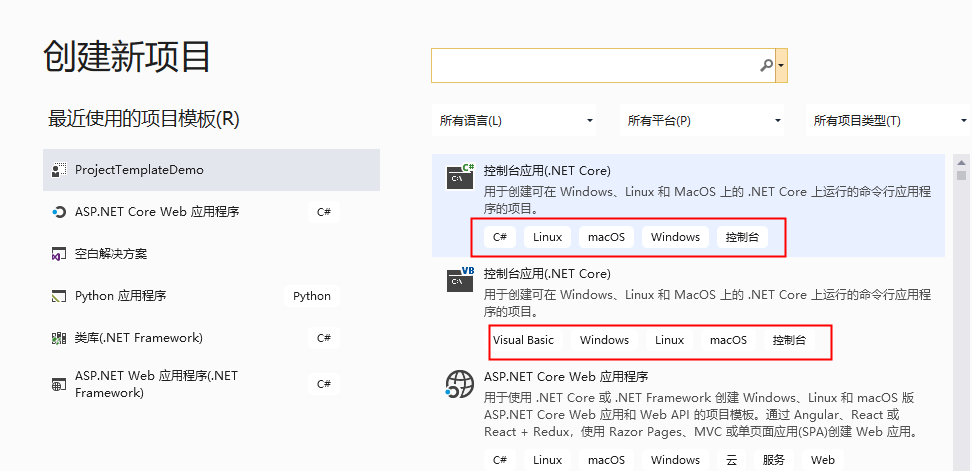 创建新项目
最近使用的项目模板(R)
ProjectTemplateDemo
ASP.NET Core Web 应用程序 C#
空白解决方案
Python 应用程序 Python
类库(.NET Framework) C#
ASP.NET Web 应用程序(.NET
Framework) C#
所有语言(L) 所有平台(P) 所有项目类型(T)
C#
C:\
控制台应用(.NET Core)
用于创建可在 Windows、Linux 和 MacOS 上的 .NET Core 上运行的命令行应用程
序的项目。
C# Linux macOS Windows 控制台
VB
C:\
控制台应用(.NET Core)
用于创建可在 Windows、Linux 和 MacOS 上的 .NET Core 上运行的命令行应用程
序的项目。
Visual Basic Windows Linux macOS 控制台
ASP.NET Core Web 应用程序
用于使用 .NET Core 或 .NET Framework 创建 Windows、Linux 和 macOS 版
ASP.NET Core Web 应用和 Web API 的项目模板。通过 Angular、React 或
React + Redux，使用 Razor Pages、MVC 或单页面应用(SPA)创建 Web 应用。
C# Linux macOS Windows 云 服务 Web